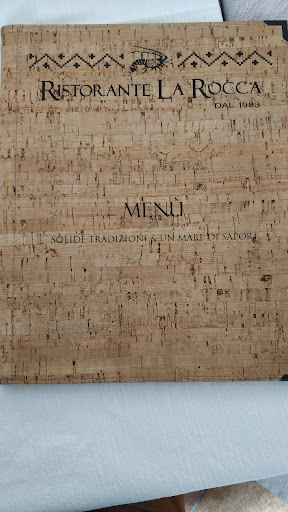 RISTORANTE LA ROCCA
DAL 1983
MENÙ
SOLIDE TRADIZIONI & UN MARE DI SAPORI